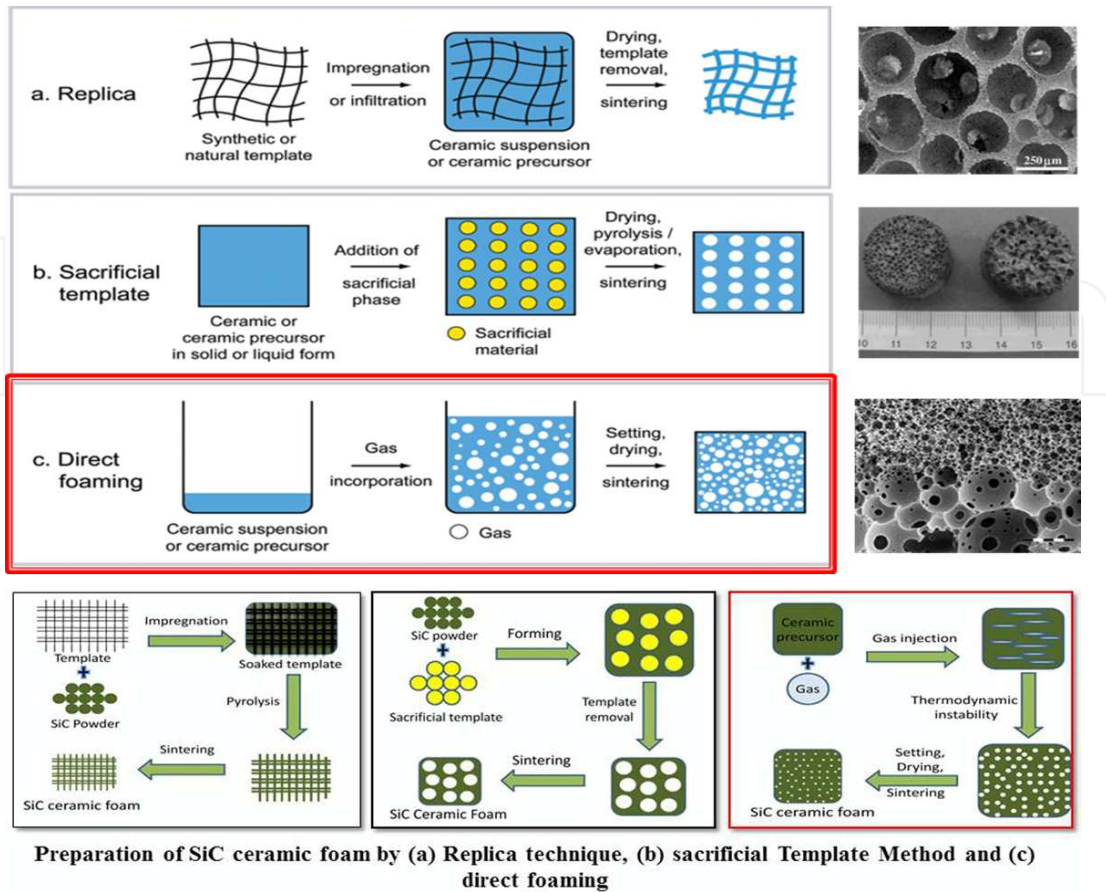 a. Replica
Synthetic or
natural template
Impregnation
or infiltration
Ceramic suspension
or ceramic precursor
Drying,
template
removal,
sintering
250 µm
b. Sacrificial
template
Ceramic or
ceramic precursor
in solid or liquid form
Addition of
sacrificial
phase
Sacrificial
material
Drying,
pyrolysis /
evaporation,
sintering
10 11 12 13 14 15 16
c. Direct
foaming
Ceramic suspension
or ceramic precursor
Gas
incorporation
Gas
Setting,
drying,
sintering
Template
+
SiC Powder
Impregnation
Soaked template
Pyrolysis
Sintering
SiC ceramic foam
SiC powder
+
Sacrificial template
Forming
Template
removal
Sintering
SiC Ceramic Foam
Ceramic
precursor
+
Gas
Gas injection
Thermodynamic
instability
Setting,
Drying,
Sintering
SiC ceramic foam
Preparation of SiC ceramic foam by (a) Replica technique, (b) sacrificial Template Method and (c)
direct foaming